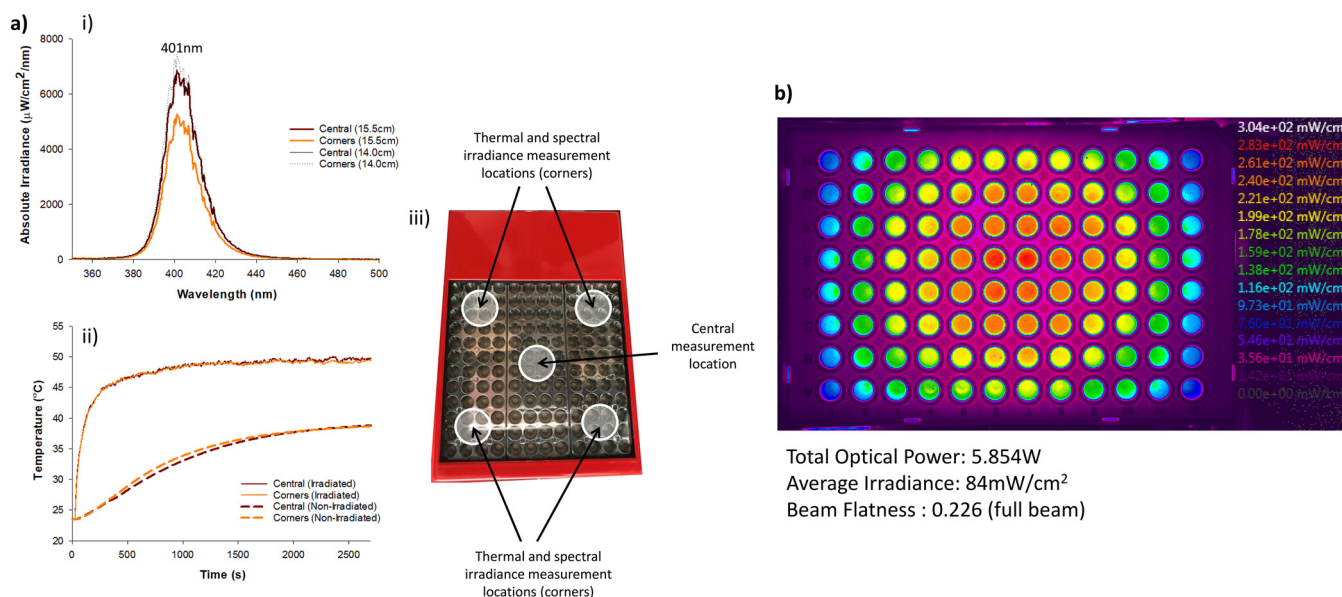 a)
i)
401nm
8000
6000
4000
2000
0
Absolute Irradiance (µW/cm²/nm)
Central (15.5cm)
Corners (15.5cm)
Central (14.0cm)
Corners (14.0cm)
360 380 400 420 440 460 480 500
Wavelength (nm)
ii)
55
50
45
40
35
30
25
20
Temperature (°C)
Central (Irradiated)
Corners (Irradiated)
Central (Non-Irradiated)
Corners (Non-Irradiated)
0 500 1000 1500 2000 2500
Time (s)
Thermal and spectral
irradiance measurement
locations (corners)
iii)
Central
measurement
location
Thermal and spectral
irradiance measurement
locations (corners)
b)
3.04e+02 mW/cm
2.83e+02 mW/cm
2.61e+02 mW/cm
2.40e+02 mW/cm
2.21e+02 mW/cm
1.99e+02 mW/cm
1.78e+02 mW/cm
1.59e+02 mW/cm
1.38e+02 mW/cm
1.16e+02 mW/cm
9.73e+01 mW/cm
7.60e+01 mW/cm
5.46e+01 mW/cm
3.56e+01 mW/cm
1.42e+01 mW/cm
0.00e+00 mW/cm
Total Optical Power: 5.854W
Average Irradiance: 84mW/cm²
Beam Flatness : 0.226 (full beam)